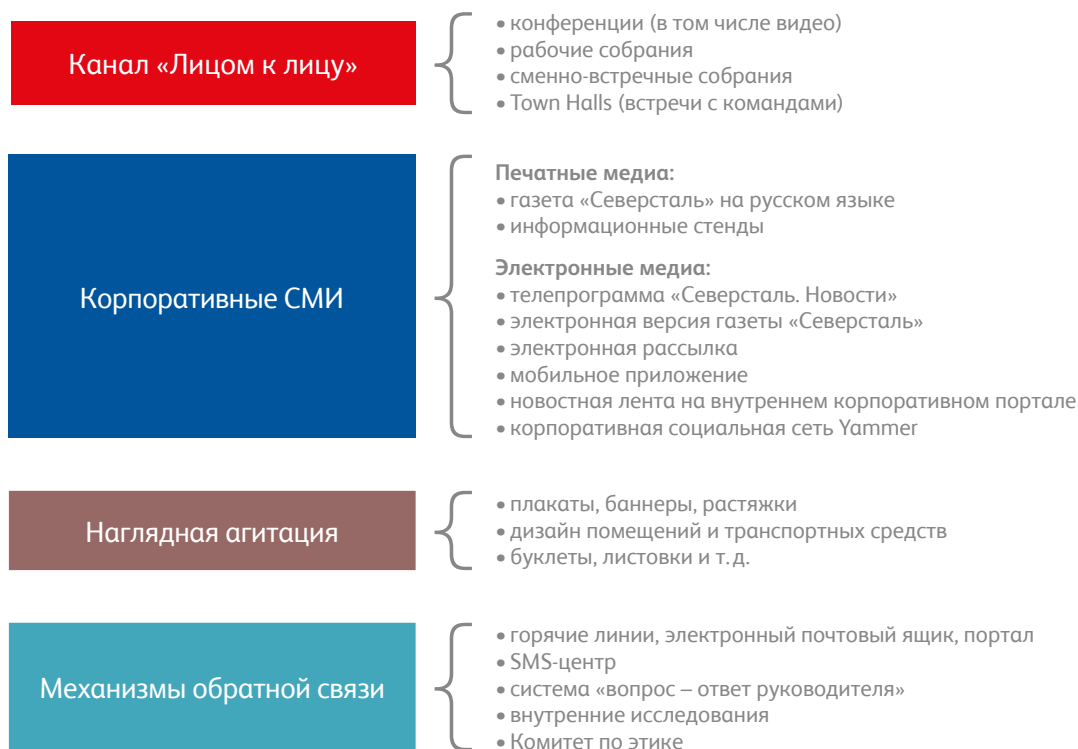 Канал «Лицом к лицу»
• конференции (в том числе видео)
• рабочие собрания
• сменно-встречные собрания
• Town Halls (встречи с командами)
Корпоративные СМИ
Печатные медиа:
• газета «Северсталь» на русском языке
• информационные стенды
Электронные медиа:
• телепрограмма «Северсталь. Новости»
• электронная версия газеты «Северсталь»
• электронная рассылка
• мобильное приложение
• новостная лента на внутреннем корпоративном портале
• корпоративная социальная сеть Yammer
Наглядная агитация
• плакаты, баннеры, растяжки
• дизайн помещений и транспортных средств
• буклеты, листовки и т. д.
Механизмы обратной связи
• горячие линии, электронный почтовый ящик, портал
• SMS-центр
• система «вопрос – ответ руководителя»
• внутренние исследования
• Комитет по этике